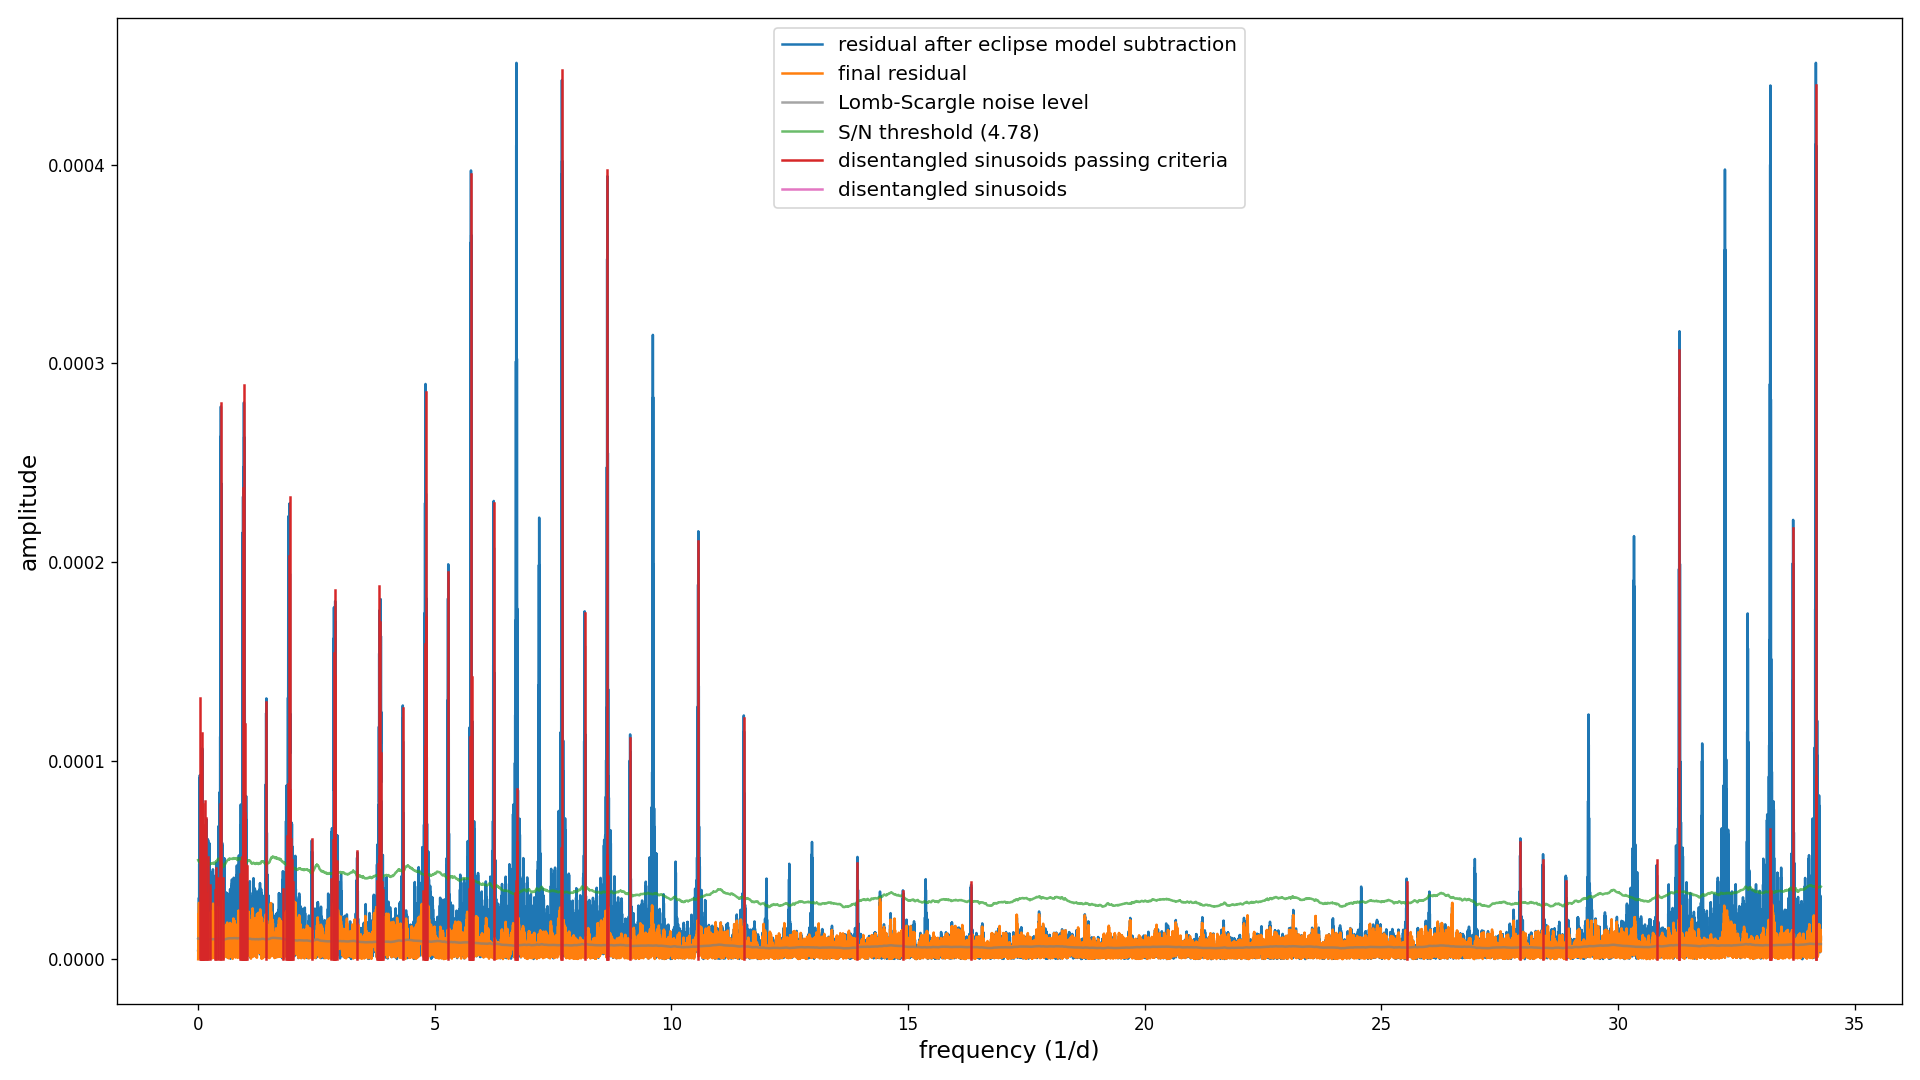 residual after eclipse model subtraction
final residual
Lomb-Scargle noise level
S/N threshold (4.78)
disentangled sinusoids passing criteria
disentangled sinusoids
amplitude
0.0004
0.0003
0.0002
0.0001
0.0000
0 5 10 15 20 25 30 35
frequency (1/d)